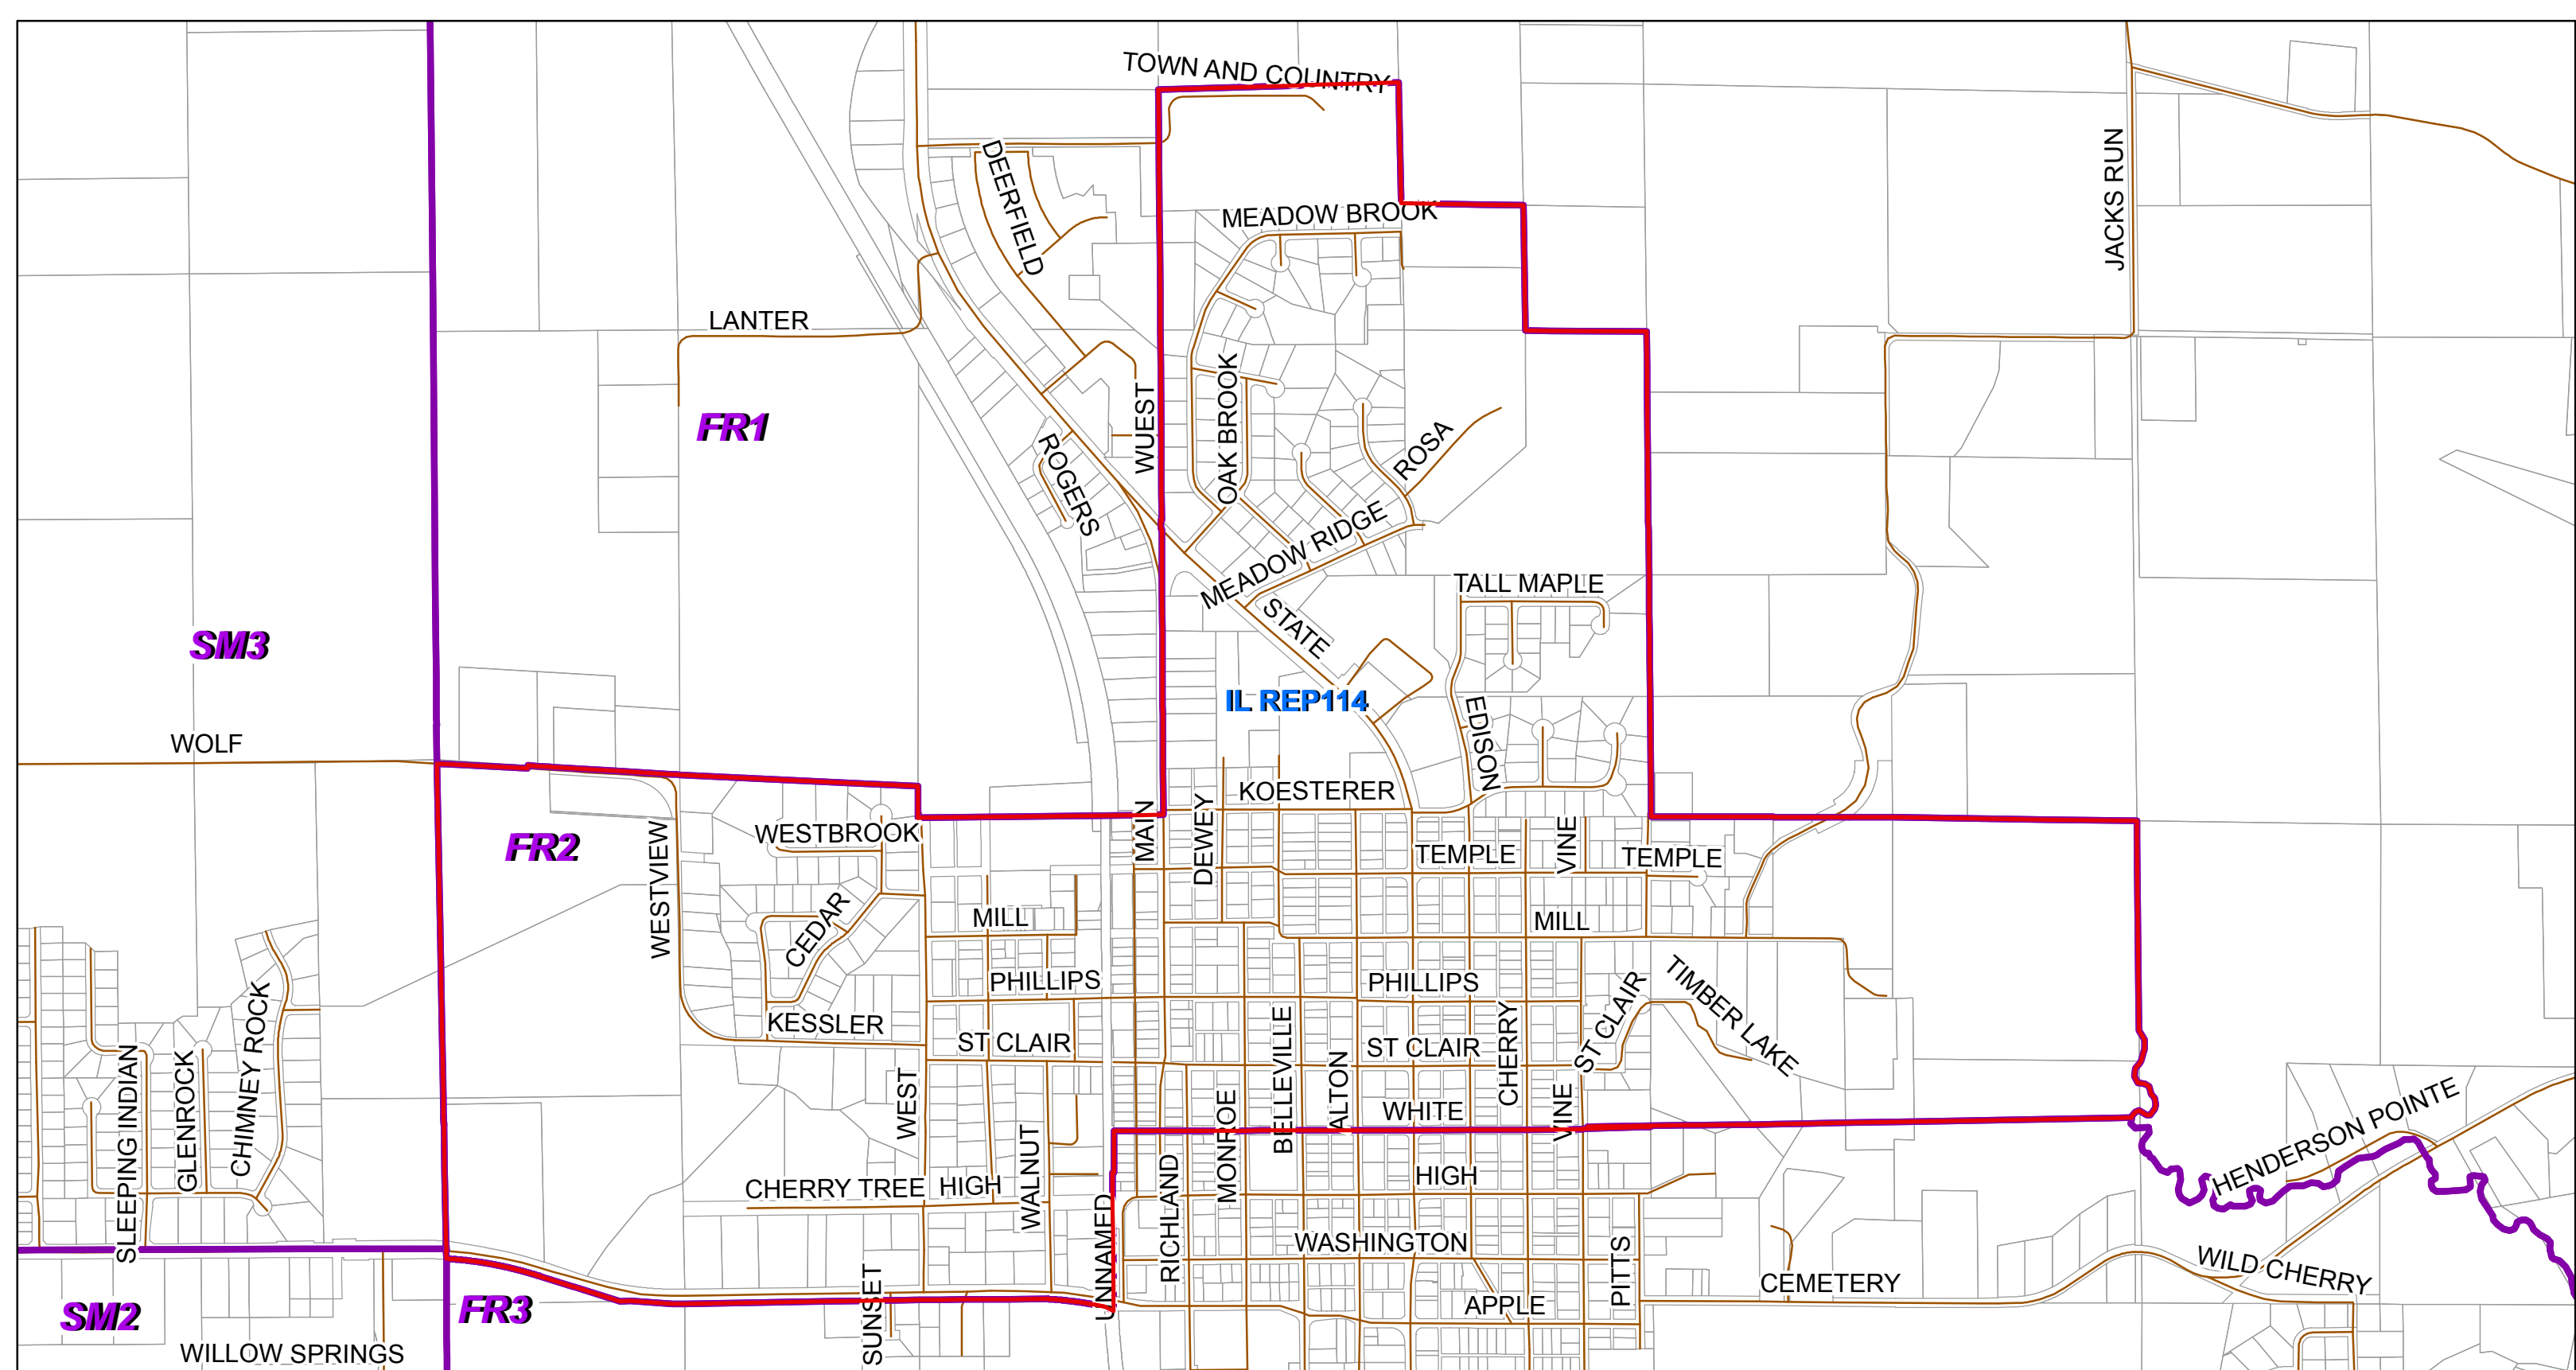 TOWN AND COUNTRY
JACKS RUN
DEERFIELD
MEADOW BROOK
LANTER
FR1
WUEST
OAK BROOK
ROGERS
ROSA
MEADOW RIDGE
TALL MAPLE
STATE
SM3
IL REP114
EDISON
WOLF
KOESTERER
FR2
WESTBROOK
WESTVIEW
MAIN
DEWEY
TEMPLE
VINE
TEMPLE
CEDAR
MILL
MILL
PHILLIPS
PHILLIPS
ST CLAIR
TIMBER LAKE
KESSLER
ST CLAIR
ST CLAIR
CHERRY
SLEEPING INDIAN
GLENROCK
CHIMNEY ROCK
WEST
BELLEVILLE
ALTON
WHITE
VINE
MONROE
HENDERSON POINTE
WALNUT
CHERRY TREE
HIGH
HIGH
UNNAMED
RICHLAND
WASHINGTON
PITTS
SUNSET
APPLE
CEMETERY
WILD CHERRY
SM2
FR3
WILLOW SPRINGS